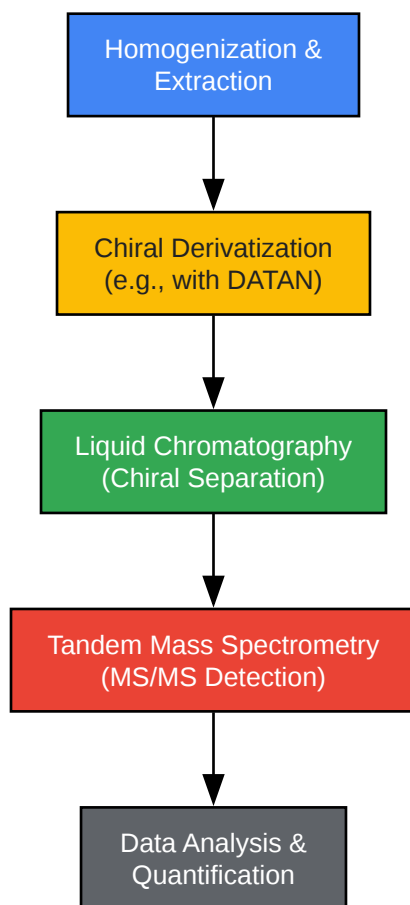 Homogenization &
Extraction
Chiral Derivatization
(e.g., with DATAN)
Liquid Chromatography
(Chiral Separation)
Tandem Mass Spectrometry
(MS/MS Detection)
Data Analysis &
Quantification